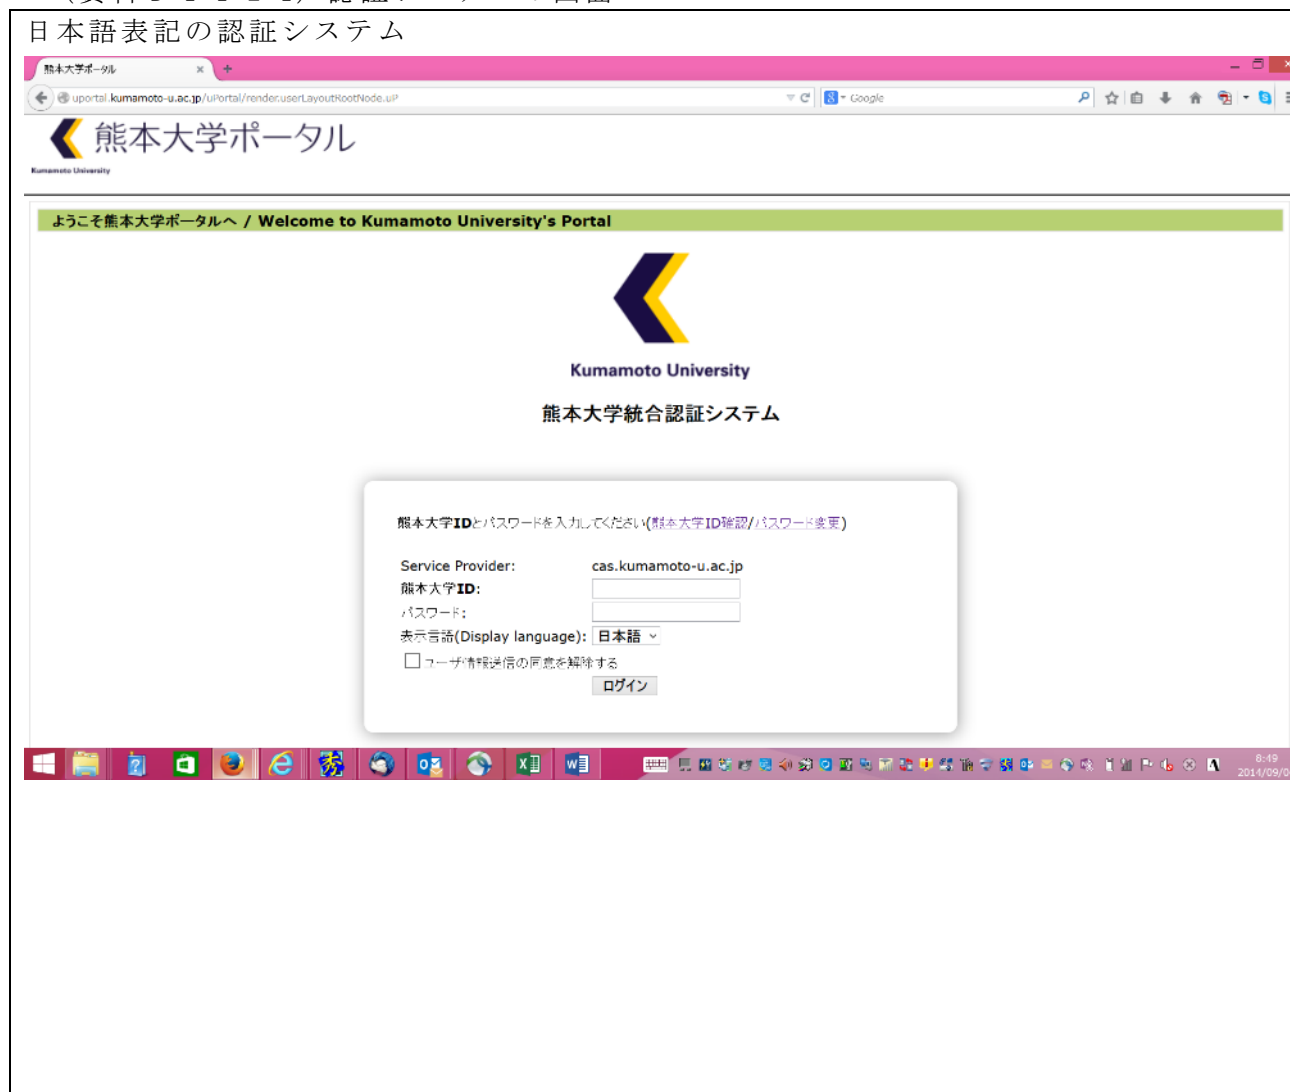 日本語表記の認証システム
熊本大学ポータル
uportal.kumamoto-u.ac.jp/uPortal/render.userLayoutRootNode.uP
Google
熊本大学ポータル
Kumamoto University
ようこそ熊本大学ポータルへ / Welcome to Kumamoto University's Portal
Kumamoto University
熊本大学統合認証システム
熊本大学IDとパスワードを入力してください(熊本大学ID確認/パスワード変更)
Service Provider: cas.kumamoto-u.ac.jp
熊本大学ID:
パスワード:
表示言語(Display language): 日本語
ユーザ情報送信の同意を解除する
ログイン
8:49